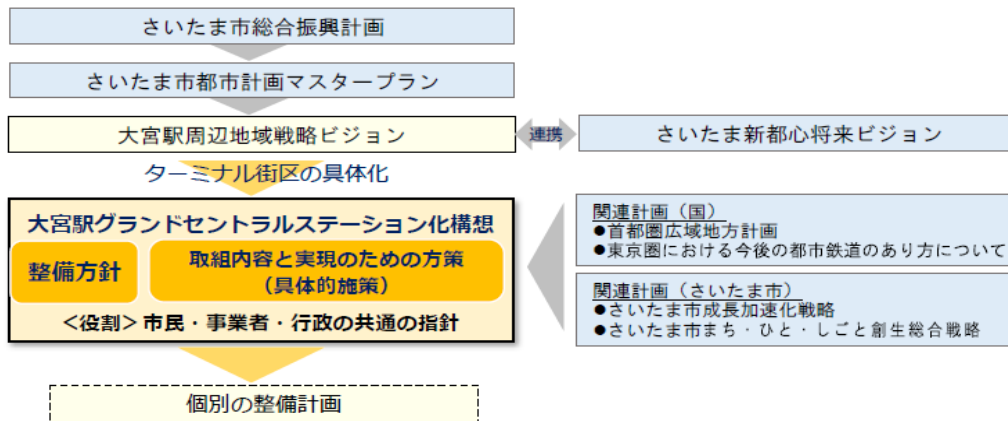 さいたま市総合振興計画
さいたま市都市計画マスタープラン
大宮駅周辺地域戦略ビジョン
連携
さいたま新都心将来ビジョン
ターミナル街区の具体化
大宮駅グランドセントラルステーション化構想
整備方針
取組内容と実現のための方策
(具体的施策)
＜役割＞市民・事業者・行政の共通の指針
関連計画（国）
●首都圏広域地方計画
●東京圏における今後の都市鉄道のあり方について
関連計画（さいたま市）
●さいたま市成長加速化戦略
●さいたま市まち・ひと・しごと創生総合戦略
個別の整備計画